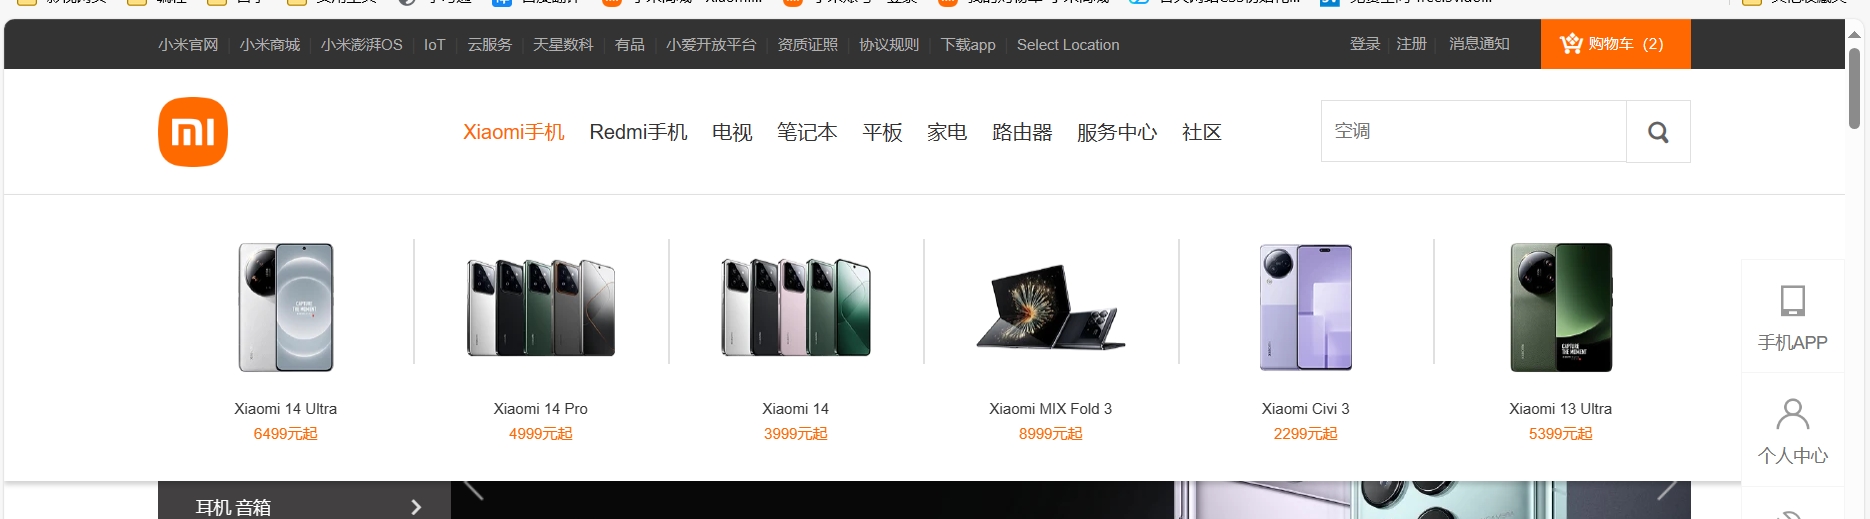 小米官网 小米商城 小米澎湃OS IoT 云服务 天星数科 有品 小爱开放平台 资质证照 协议规则 下载app Select Location 登录 注册 消息通知 购物车（2）
Xiaomi手机 Redmi手机 电视 笔记本 平板 家电 路由器 服务中心 社区 空调
Xiaomi 14 Ultra
6499元起
Xiaomi 14 Pro
4999元起
Xiaomi 14
3999元起
Xiaomi MIX Fold 3
8999元起
Xiaomi Civi 3
2299元起
Xiaomi 13 Ultra
5399元起
手机APP
个人中心
耳机 音箱